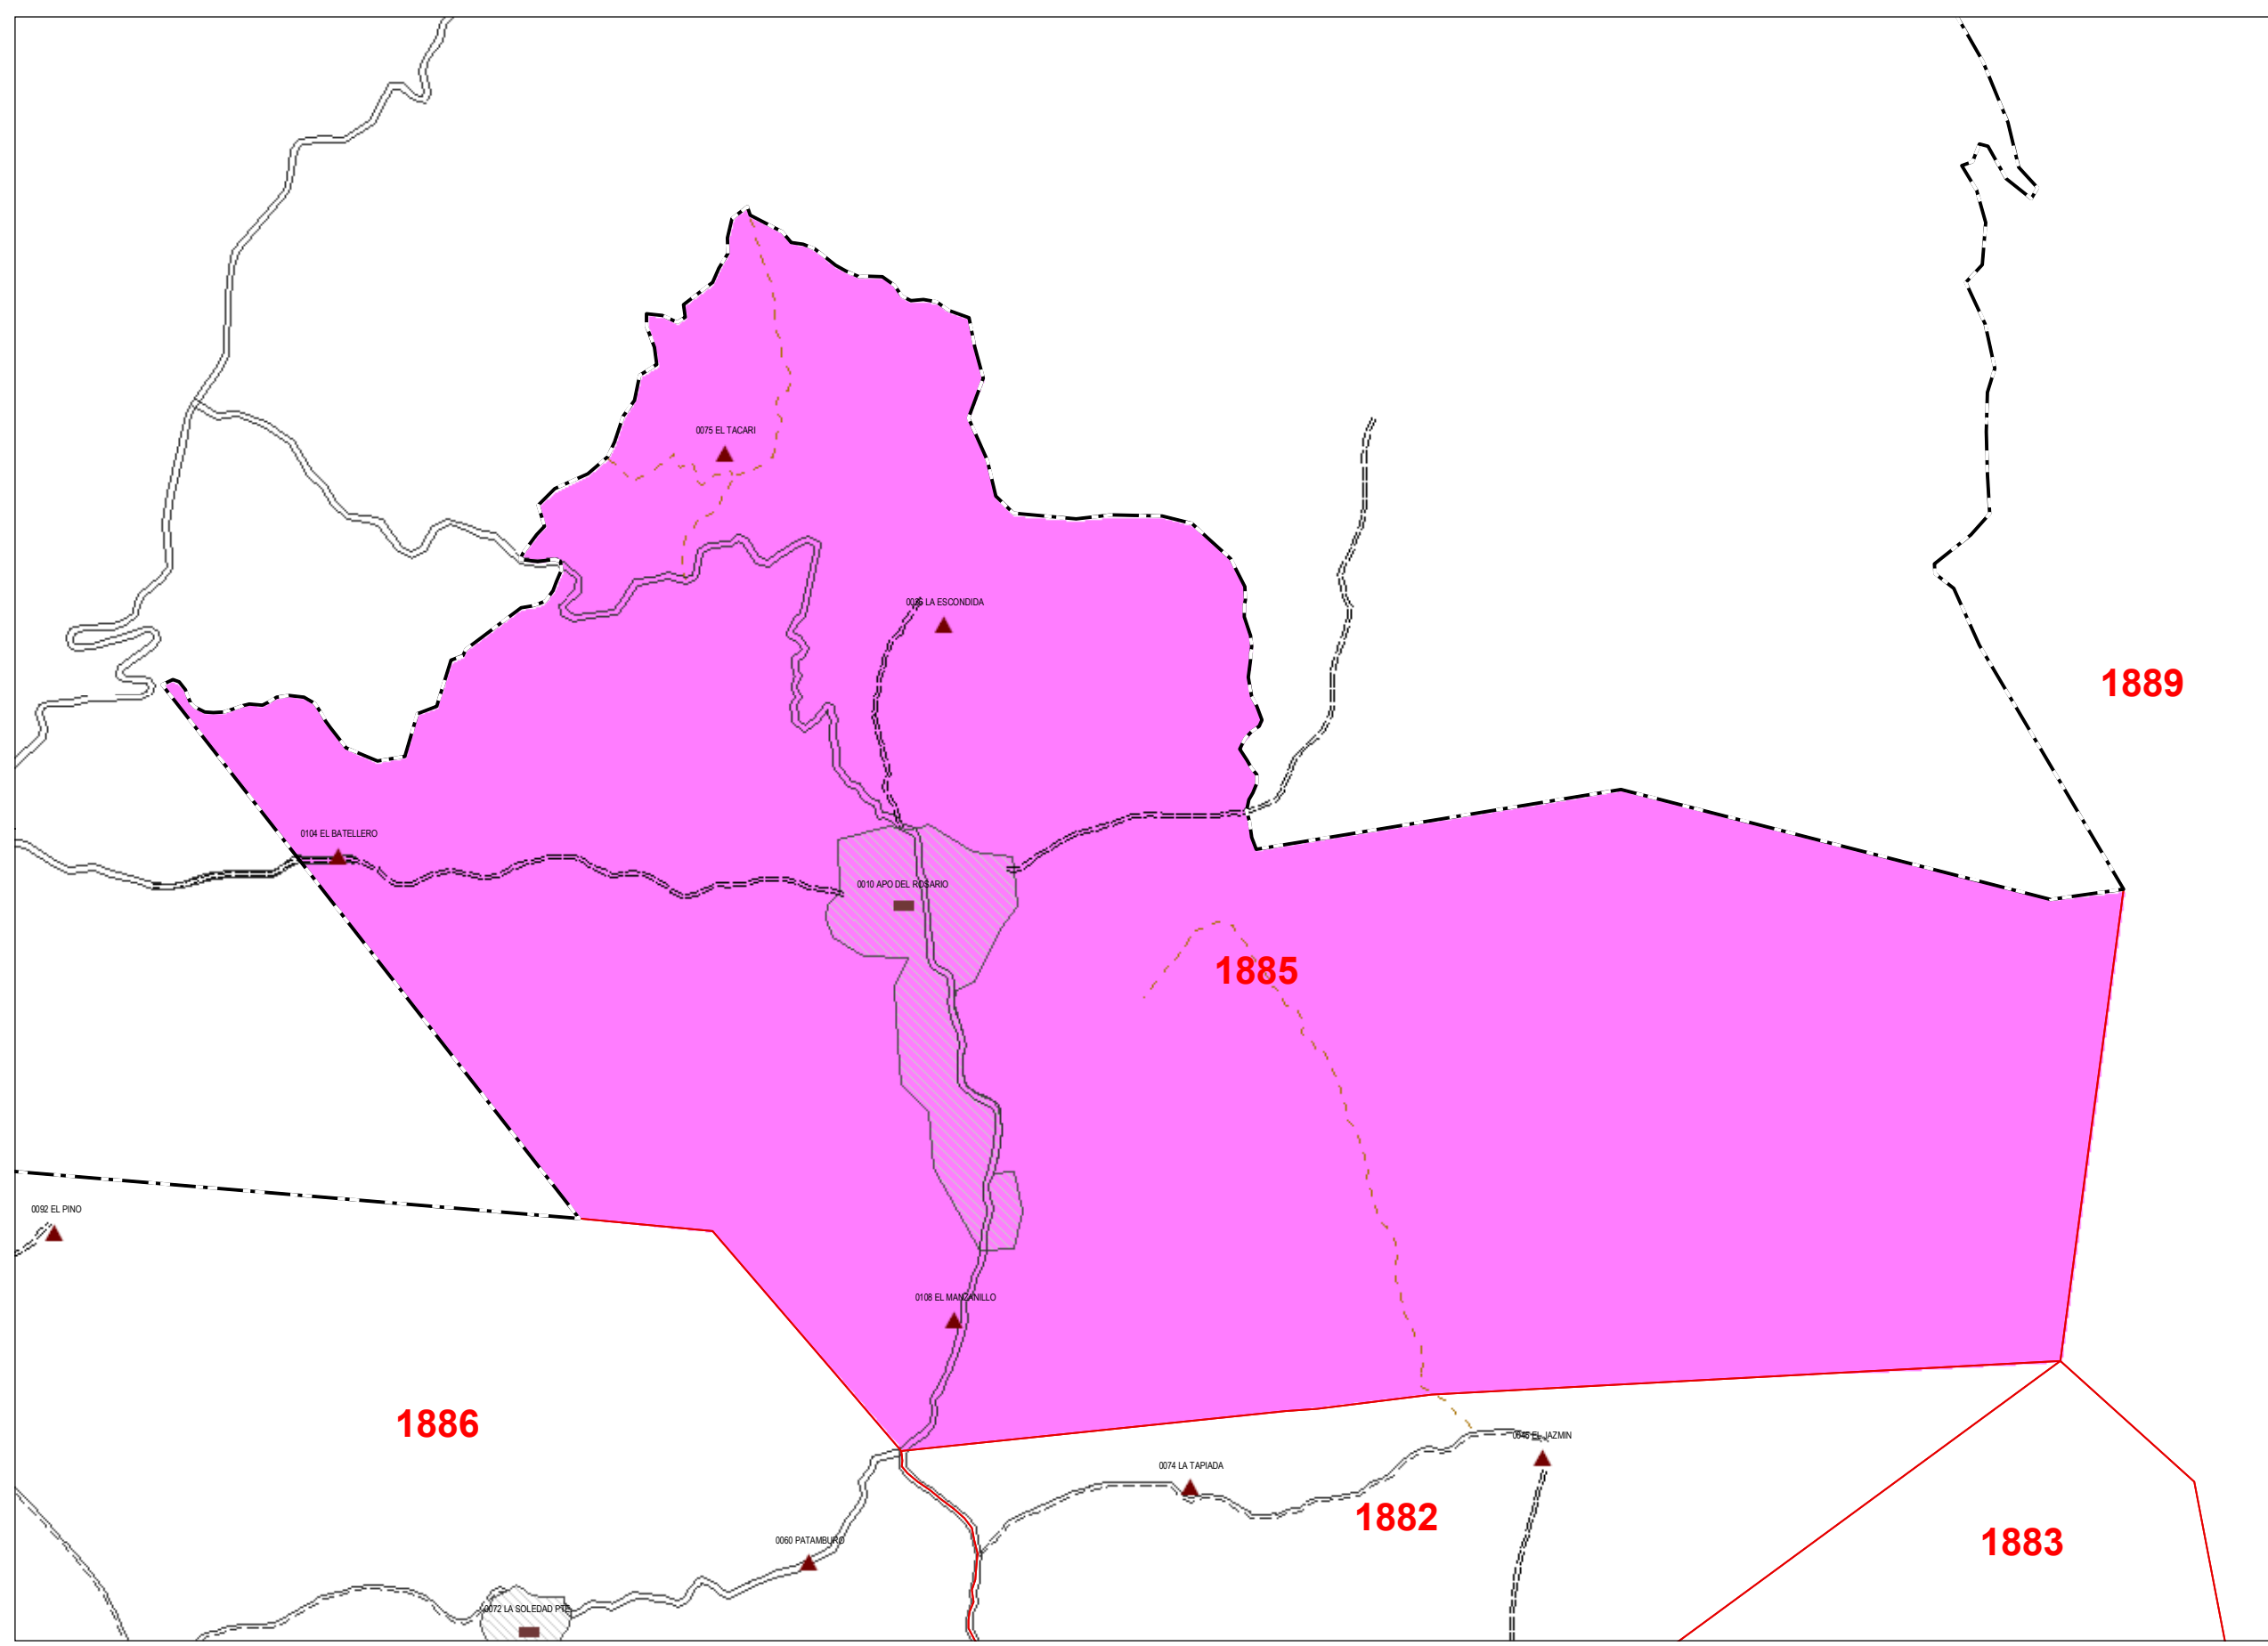 0075 EL TACARI
LA ESCONDIDA
1889
0104 EL BATELLERO
0010 APO DEL ROSARIO
1885
0092 EL PINO
0108 EL MANZANILLO
1886
EL JAZMIN
0074 LA TAPIADA
1882
1883
0060 PATAMBURO
0072 LA SOLEDAD PTE